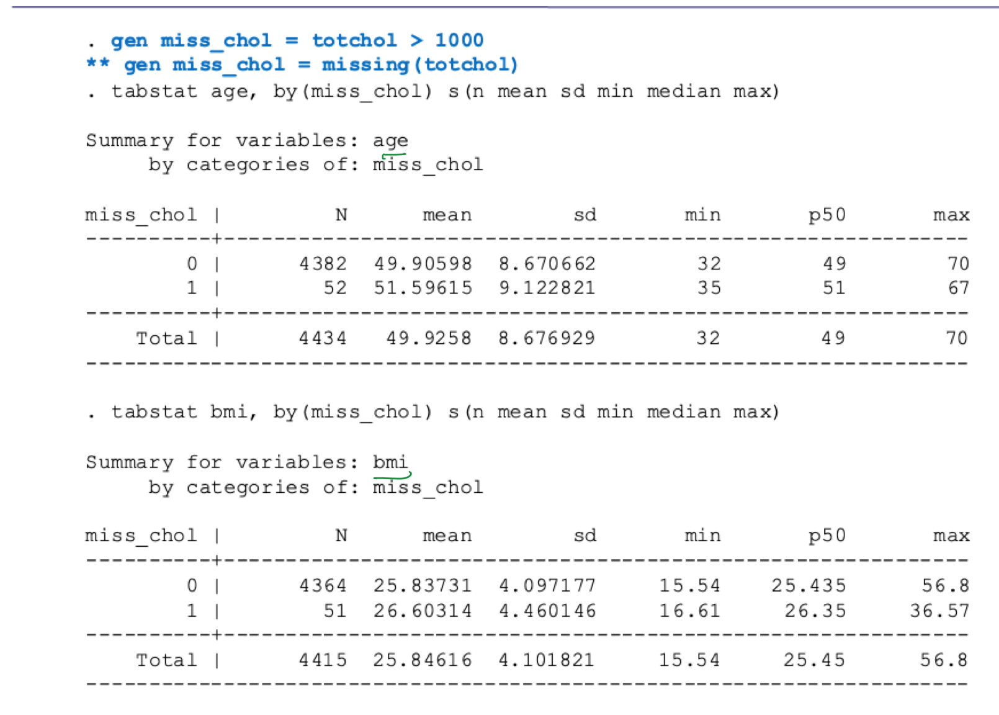 . gen miss_chol = totchol > 1000
** gen miss_chol = missing(totchol)
. tabstat age, by(miss_chol) s(n mean sd min median max)
Summary for variables: age
by categories of: miss_chol
miss_chol | N mean sd min p50 max
----------+------------------------------------------------------------
0 | 4382 49.90598 8.670662 32 49 70
1 | 52 51.59615 9.122821 35 51 67
----------+------------------------------------------------------------
Total | 4434 49.9258 8.676929 32 49 70
-----------------------------------------------------------------------
. tabstat bmi, by(miss_chol) s(n mean sd min median max)
Summary for variables: bmi
by categories of: miss_chol
miss_chol | N mean sd min p50 max
----------+------------------------------------------------------------
0 | 4364 25.83731 4.097177 15.54 25.435 56.8
1 | 51 26.60314 4.460146 16.61 26.35 36.57
----------+------------------------------------------------------------
Total | 4415 25.84616 4.101821 15.54 25.45 56.8
-----------------------------------------------------------------------